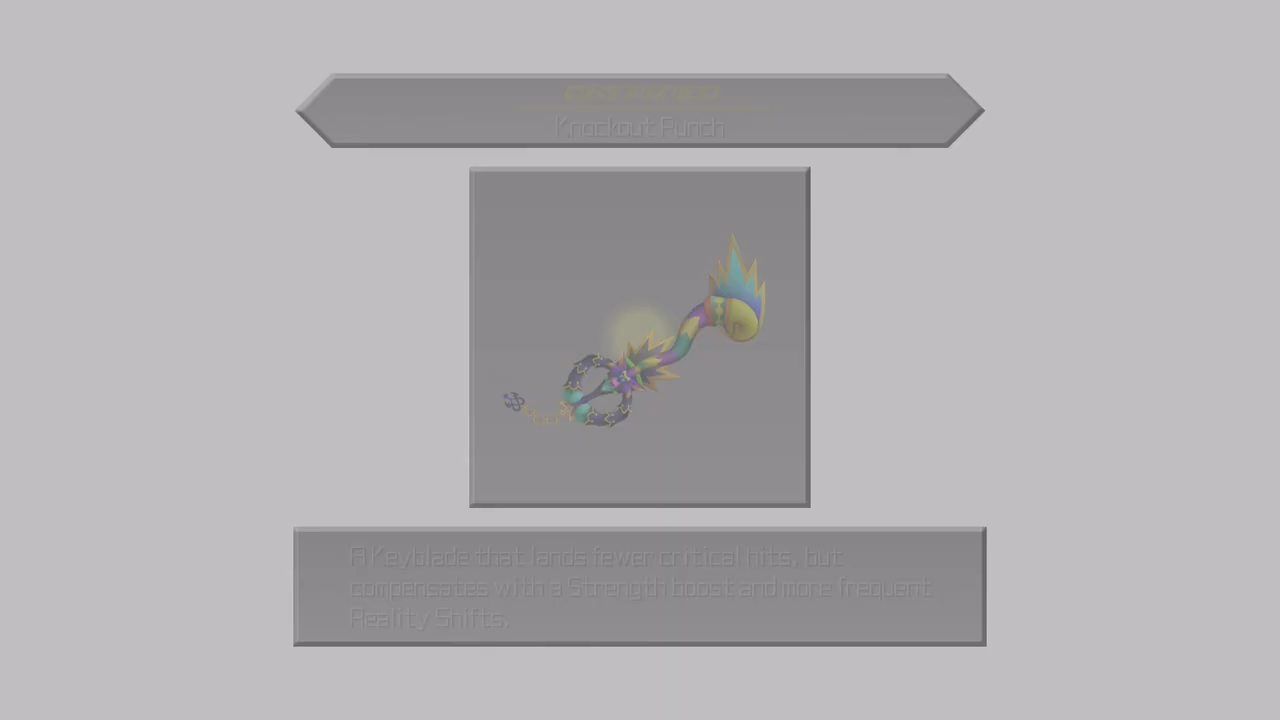 Knockout Punch
A Keyblade that lands fewer critical hits, but
compensates with a Strength boost and more frequent
Reality Shifts.